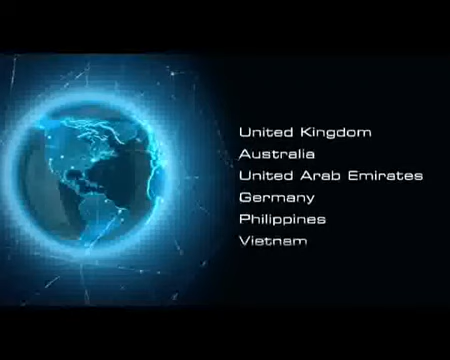 United Kingdom
Australia
United Arab Emirates
Germany
Philippines
Vietnam